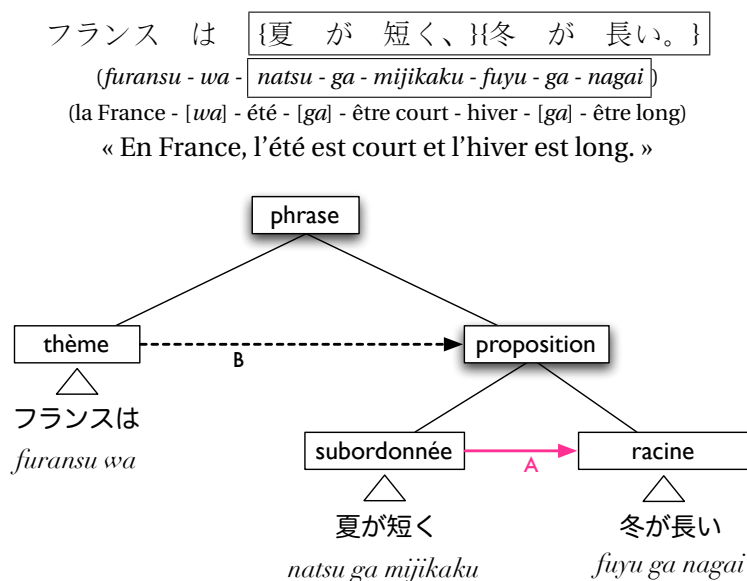 フランス は {夏 が 短く、}{冬 が 長い。}
(furansu - wa - natsu - ga - mijikaku - fuyu - ga - nagai)
(la France - [wa] - été - [ga] - être court - hiver - [ga] - être long)
« En France, l'été est court et l'hiver est long. »
phrase
thème
B
proposition
フランスは
furansu wa
subordonnée
A
racine
夏が短く
冬が長い
natsu ga mijikaku
fuyu ga nagai